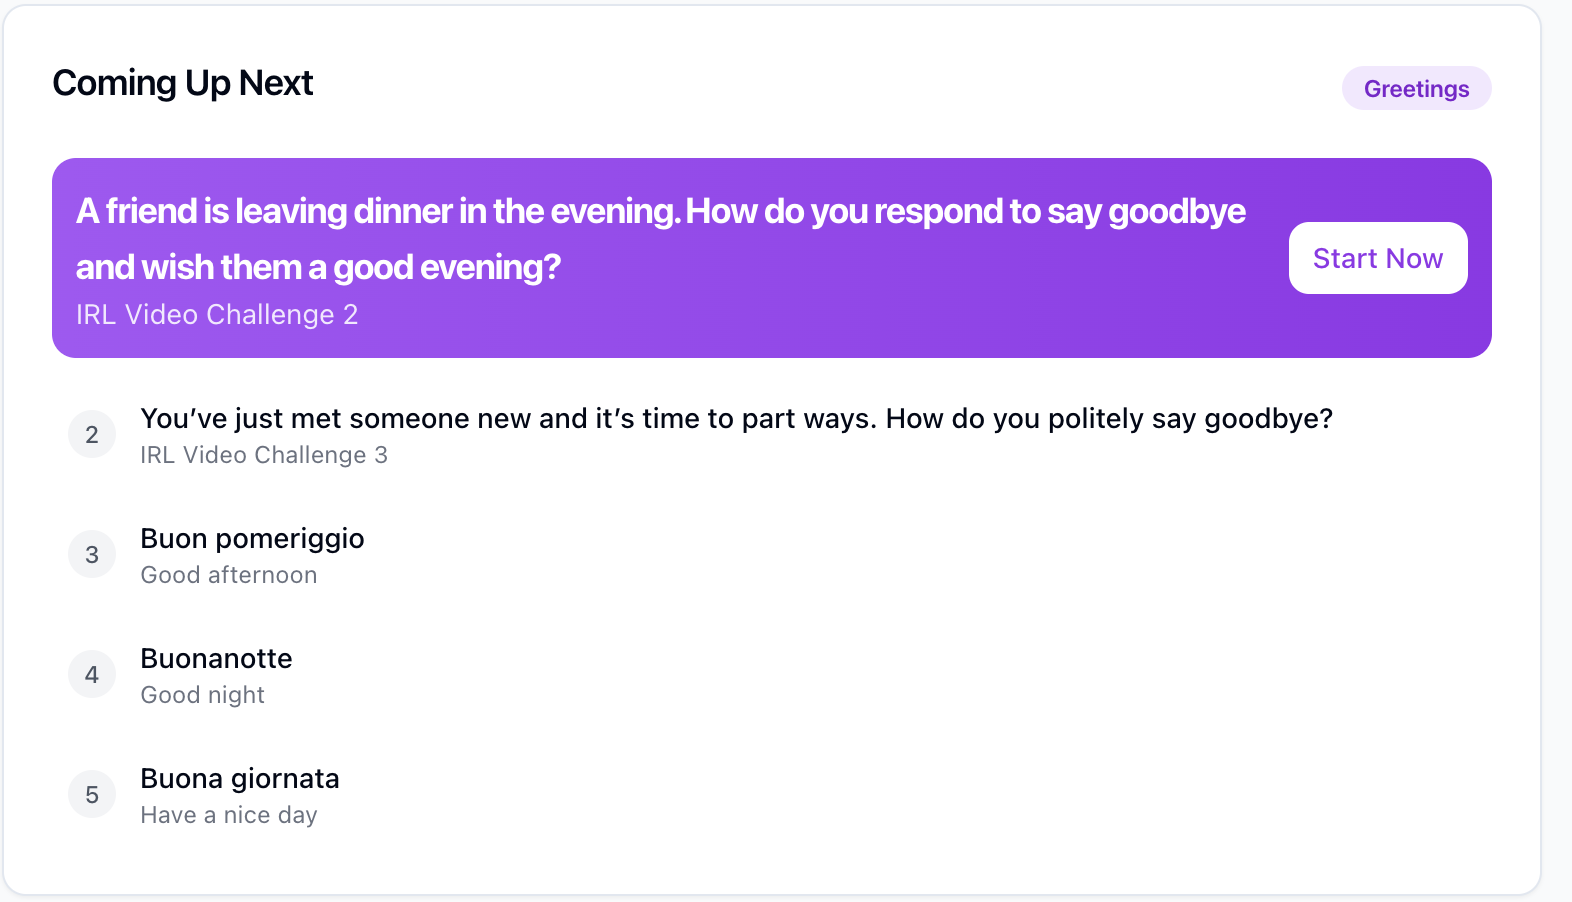 Coming Up Next
Greetings
A friend is leaving dinner in the evening. How do you respond to say goodbye
and wish them a good evening?
IRL Video Challenge 2
Start Now
2
You’ve just met someone new and it’s time to part ways. How do you politely say goodbye?
IRL Video Challenge 3
3
Buon pomeriggio
Good afternoon
4
Buonanotte
Good night
5
Buona giornata
Have a nice day